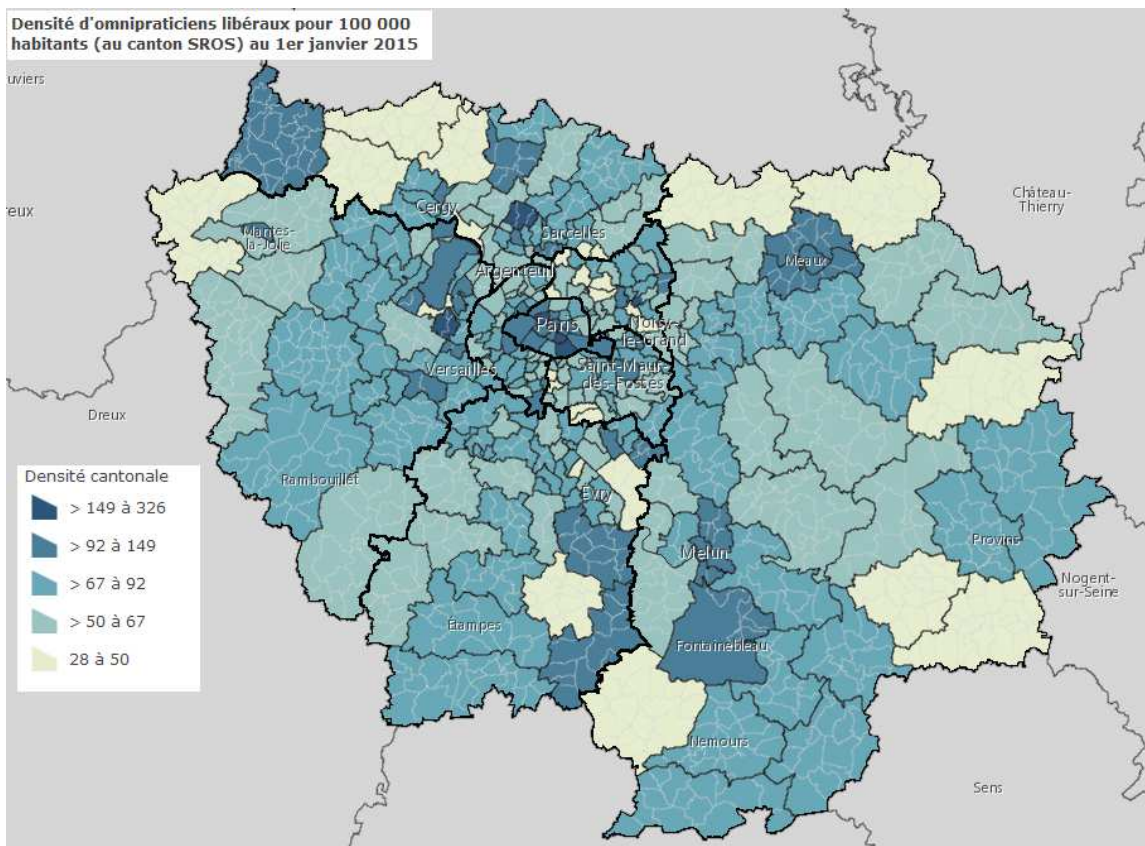 Densité d'omnipraticiens libéraux pour 100 000
habitants (au canton SROS) au 1er janvier 2015
uviers
Château-
Thierry
reux
Cergy
Mantes-
la-Jolie
Sarcelles
Meaux
Argenteuil
Paris
Noisy-
le-Grand
Versailles
Saint-Maur-
des-Fossés
Dreux
Densité cantonale
> 149 à 326
> 92 à 149
> 67 à 92
> 50 à 67
28 à 50
Rambouillet
Évry
Melun
Provins
Nogent-
sur-Seine
Étampes
Fontainebleau
Nemours
Sens